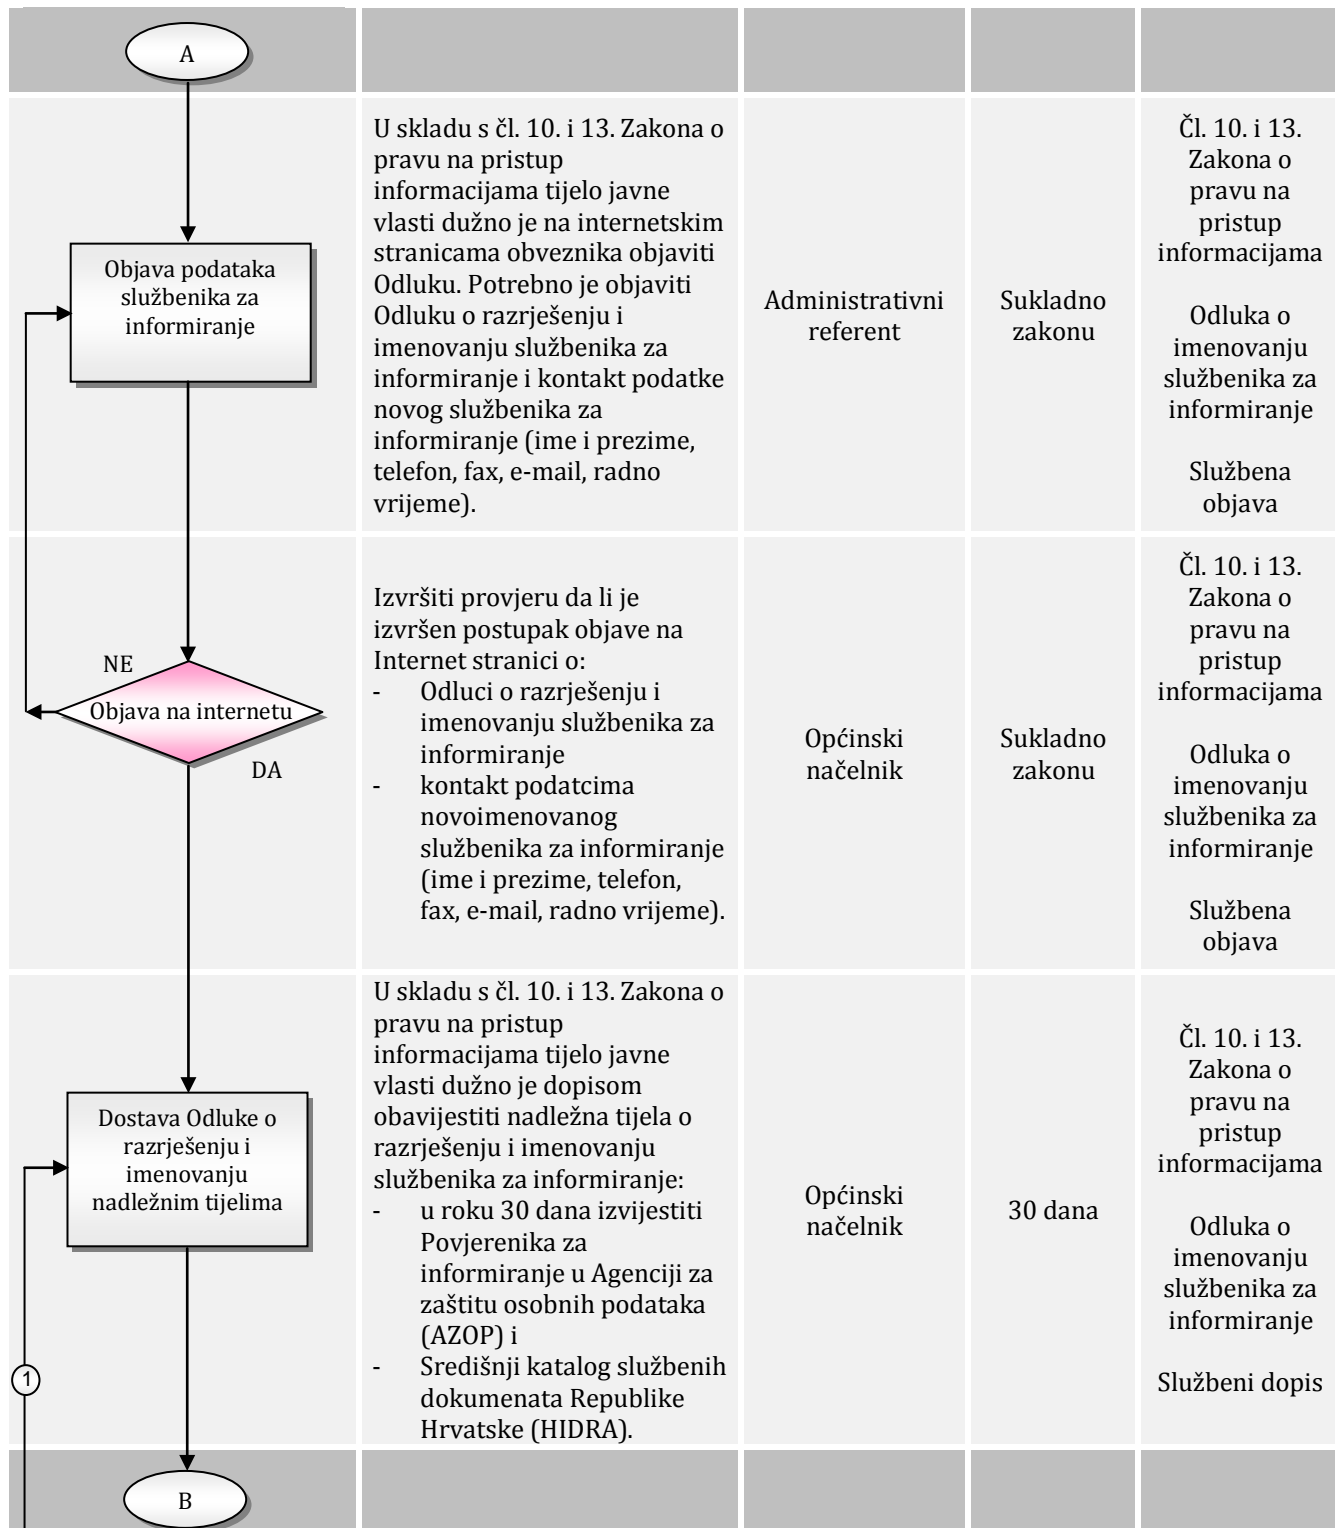 A
Objava podataka
službenika za
informiranje
U skladu s čl. 10. i 13. Zakona o
pravu na pristup
informacijama tijelo javne
vlasti dužno je na internetskim
stranicama obveznika objaviti
Odluku. Potrebno je objaviti
Odluku o razrješenju i
imenovanju službenika za
informiranje i kontakt podatke
novog službenika za
informiranje (ime i prezime,
telefon, fax, e-mail, radno
vrijeme).
Administrativni
referent
Sukladno
zakonu
Čl. 10. i 13.
Zakona o
pravu na
pristup
informacijama
Odluka o
imenovanju
službenika za
informiranje
Službena
objava
NE
Objava na internetu
DA
Izvršiti provjeru da li je
izvršen postupak objave na
Internet stranici o:
- Odluci o razrješenju i
imenovanju službenika za
informiranje
- kontakt podatcima
novoimenovanog
službenika za informiranje
(ime i prezime, telefon,
fax, e-mail, radno vrijeme).
Općinski
načelnik
Sukladno
zakonu
Čl. 10. i 13.
Zakona o
pravu na
pristup
informacijama
Odluka o
imenovanju
službenika za
informiranje
Službena
objava
Dostava Odluke o
razrješenju i
imenovanju
nadležnim tijelima
1
U skladu s čl. 10. i 13. Zakona o
pravu na pristup
informacijama tijelo javne
vlasti dužno je dopisom
obavijestiti nadležna tijela o
razrješenju i imenovanju
službenika za informiranje:
- u roku 30 dana izvijestiti
Povjerenika za
informiranje u Agenciji za
zaštitu osobnih podataka
(AZOP) i
- Središnji katalog službenih
dokumenata Republike
Hrvatske (HIDRA).
Općinski
načelnik
30 dana
Čl. 10. i 13.
Zakona o
pravu na
pristup
informacijama
Odluka o
imenovanju
službenika za
informiranje
Službeni dopis
B